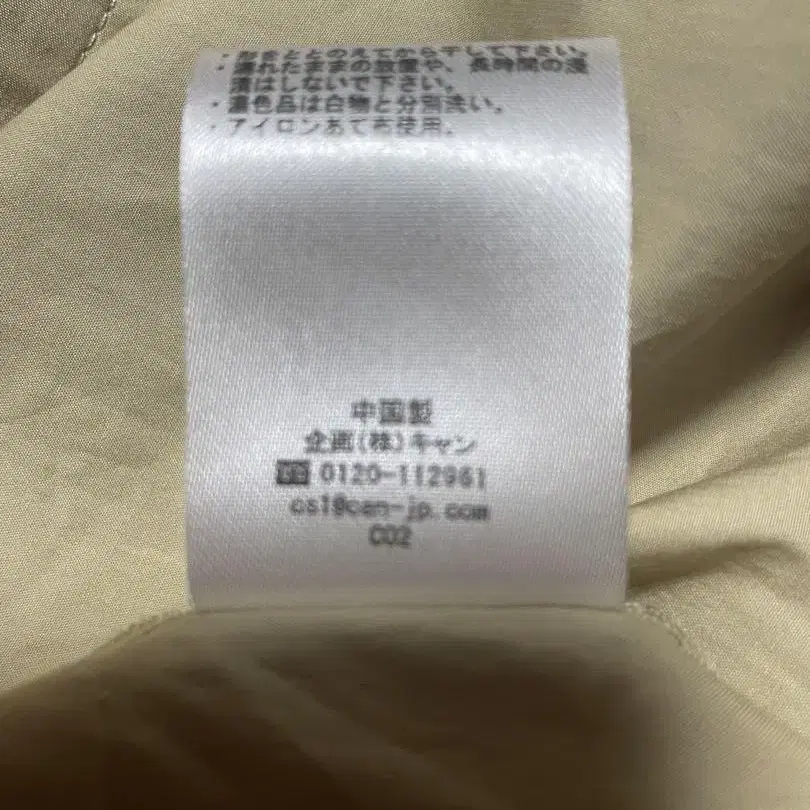 ・形をととのえてから干して下さい。
・濡れたままの放置や、長時間の浸
漬はしないで下さい。
・濃色品は白物と分別洗い。
・アイロンあて布使用。
中国製
企画(株)キャン
0120-112961
cs1@can-jp.com
C02